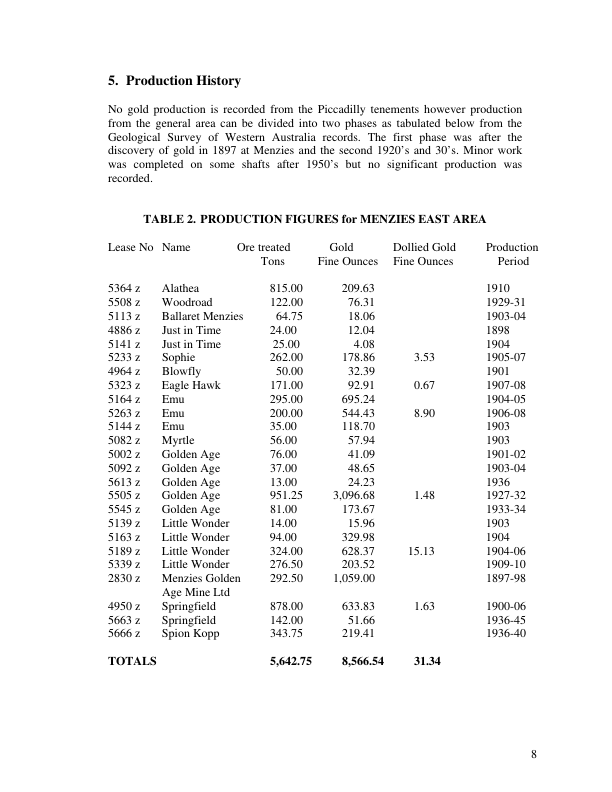 5. Production History
No gold production is recorded from the Piccadilly tenements however production
from the general area can be divided into two phases as tabulated below from the
Geological Survey of Western Australia records. The first phase was after the
discovery of gold in 1897 at Menzies and the second 1920's and 30's. Minor work
was completed on some shafts after 1950's but no significant production was
recorded.
TABLE 2. PRODUCTION FIGURES for MENZIES EAST AREA
Lease No Name Ore treated Gold Dollied Gold Production
Tons Fine Ounces Fine Ounces Period
5364 z Alathea 815.00 209.63 1910
5508 z Woodroad 122.00 76.31 1929-31
5113 z Ballaret Menzies 64.75 18.06 1903-04
4886 z Just in Time 24.00 12.04 1898
5141 z Just in Time 25.00 4.08 1904
5233 z Sophie 262.00 178.86 3.53 1905-07
4964 z Blowfly 50.00 32.39 1901
5323 z Eagle Hawk 171.00 92.91 0.67 1907-08
5164 z Emu 295.00 695.24 1904-05
5263 z Emu 200.00 544.43 8.90 1906-08
5144 z Emu 35.00 118.70 1903
5082 z Myrtle 56.00 57.94 1903
5002 z Golden Age 76.00 41.09 1901-02
5092 z Golden Age 37.00 48.65 1903-04
5613 z Golden Age 13.00 24.23 1936
5505 z Golden Age 951.25 3,096.68 1.48 1927-32
5545 z Golden Age 81.00 173.67 1933-34
5139 z Little Wonder 14.00 15.96 1903
5163 z Little Wonder 94.00 329.98 1904
5189 z Little Wonder 324.00 628.37 15.13 1904-06
5339 z Little Wonder 276.50 203.52 1909-10
2830 z Menzies Golden 292.50 1,059.00 1897-98
Age Mine Ltd
4950 z Springfield 878.00 633.83 1.63 1900-06
5663 z Springfield 142.00 51.66 1936-45
5666 z Spion Kopp 343.75 219.41 1936-40
TOTALS 5,642.75 8,566.54 31.34
8